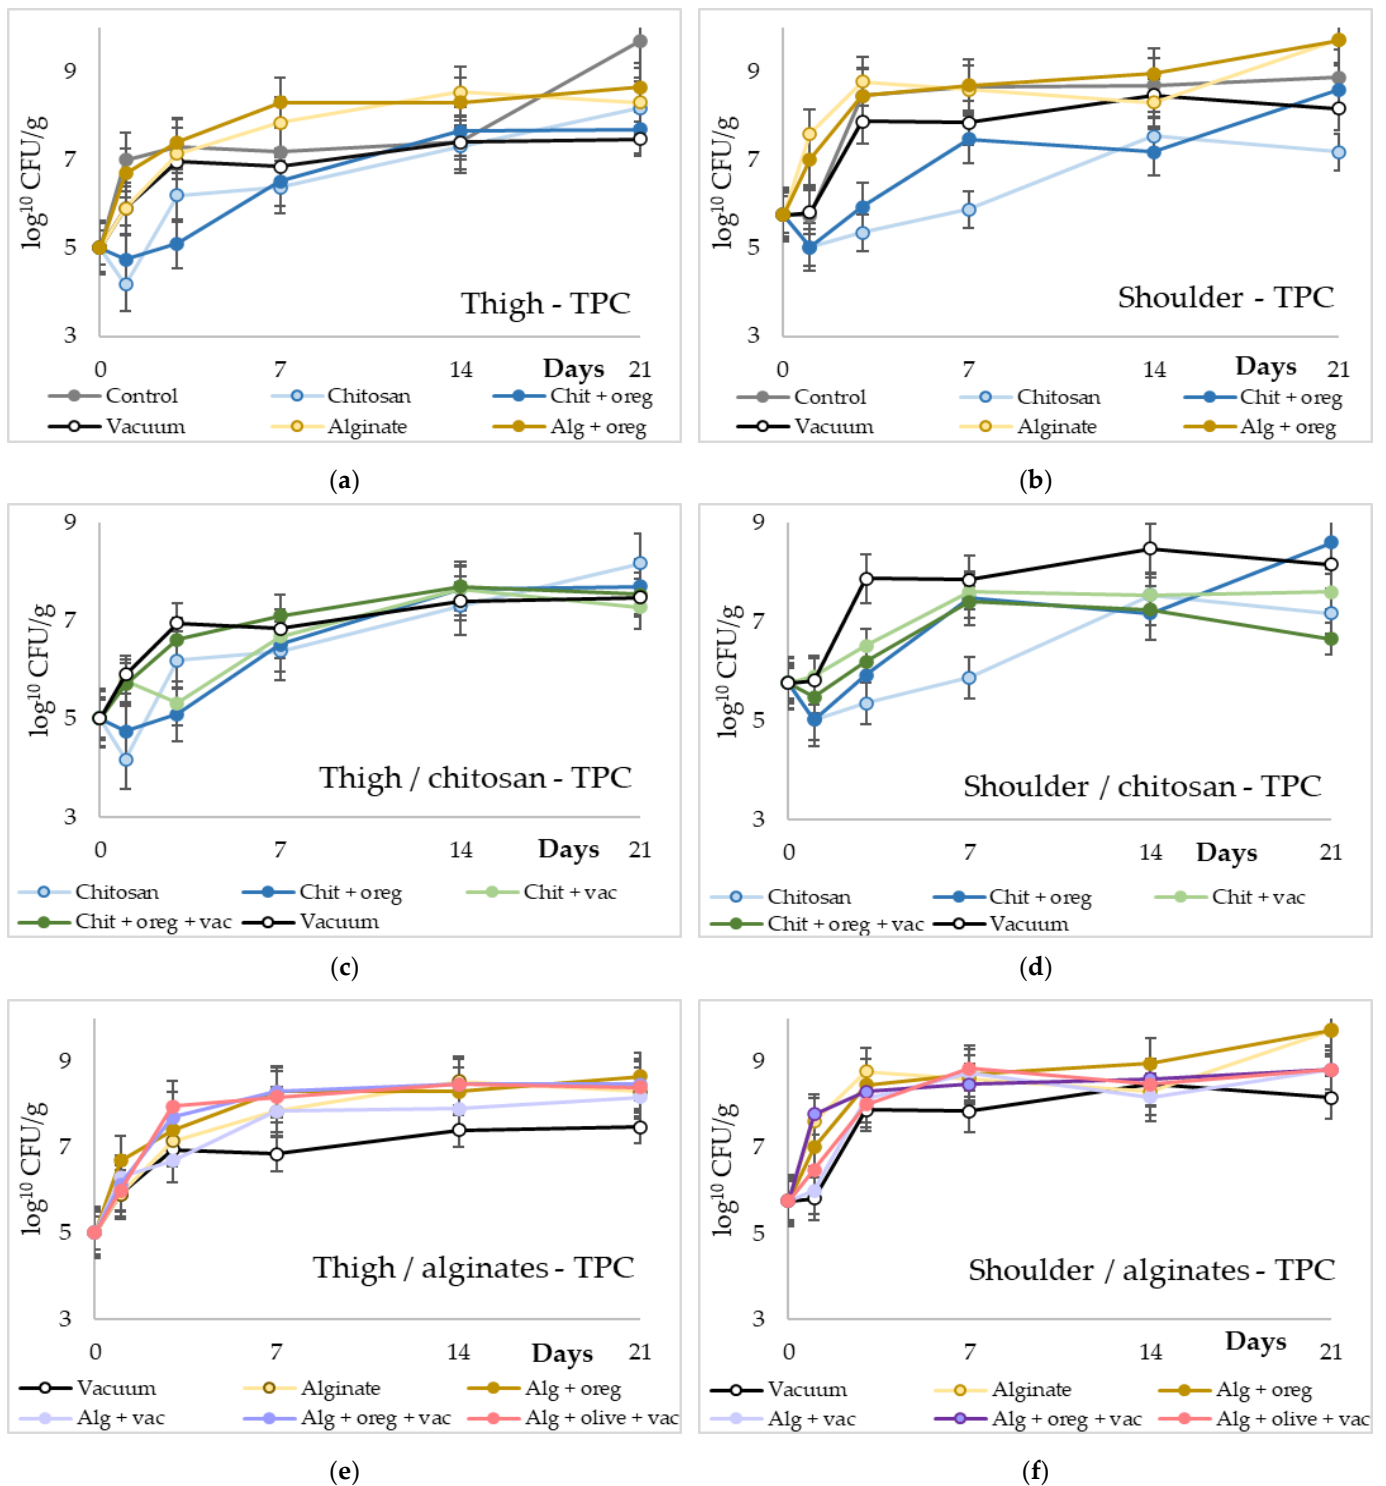 9
7
5
3
log10 CFU/g
Thigh - TPC
0 7 14 Days 21
Control Chitosan Chit + oreg
Vacuum Alginate Alg + oreg
(a)
9
7
5
3
log10 CFU/g
Shoulder - TPC
0 7 14 Days 21
Control Chitosan Chit + oreg
Vacuum Alginate Alg + oreg
(b)
9
7
5
3
log10 CFU/g
Thigh / chitosan - TPC
0 7 14 Days 21
Chitosan Chit + oreg Chit + vac
Chit + oreg + vac Vacuum
(c)
9
7
5
3
log10 CFU/g
Shoulder / chitosan - TPC
0 7 14 Days 21
Chitosan Chit + oreg Chit + vac
Chit + oreg + vac Vacuum
(d)
9
7
5
3
log10 CFU/g
Thigh / alginates - TPC
0 7 14 Days 21
Vacuum Alginate Alg + oreg
Alg + vac Alg + oreg + vac Alg + olive + vac
(e)
9
7
5
3
log10 CFU/g
Shoulder / alginates - TPC
0 7 14 Days 21
Vacuum Alginate Alg + oreg
Alg + vac Alg + oreg + vac Alg + olive + vac
(f)